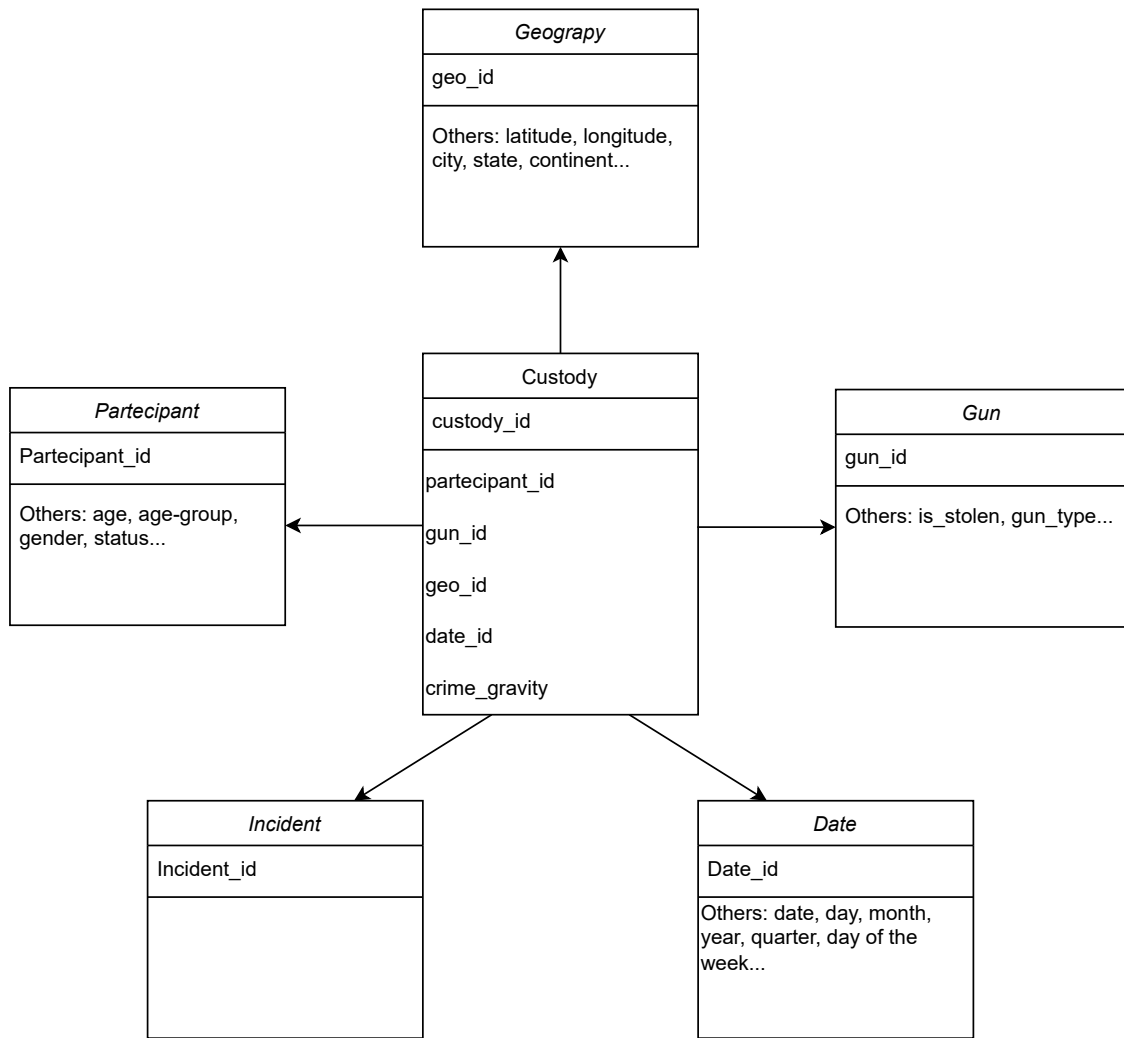 Geograpy
geo_id
Others: latitude, longitude,
city, state, continent...
Custody
custody_id
partecipant_id
gun_id
geo_id
date_id
crime_gravity
Partecipant
Partecipant_id
Others: age, age-group,
gender, status...
Gun
gun_id
Others: is_stolen, gun_type...
Incident
Incident_id
Date
Date_id
Others: date, day, month,
year, quarter, day of the
week...